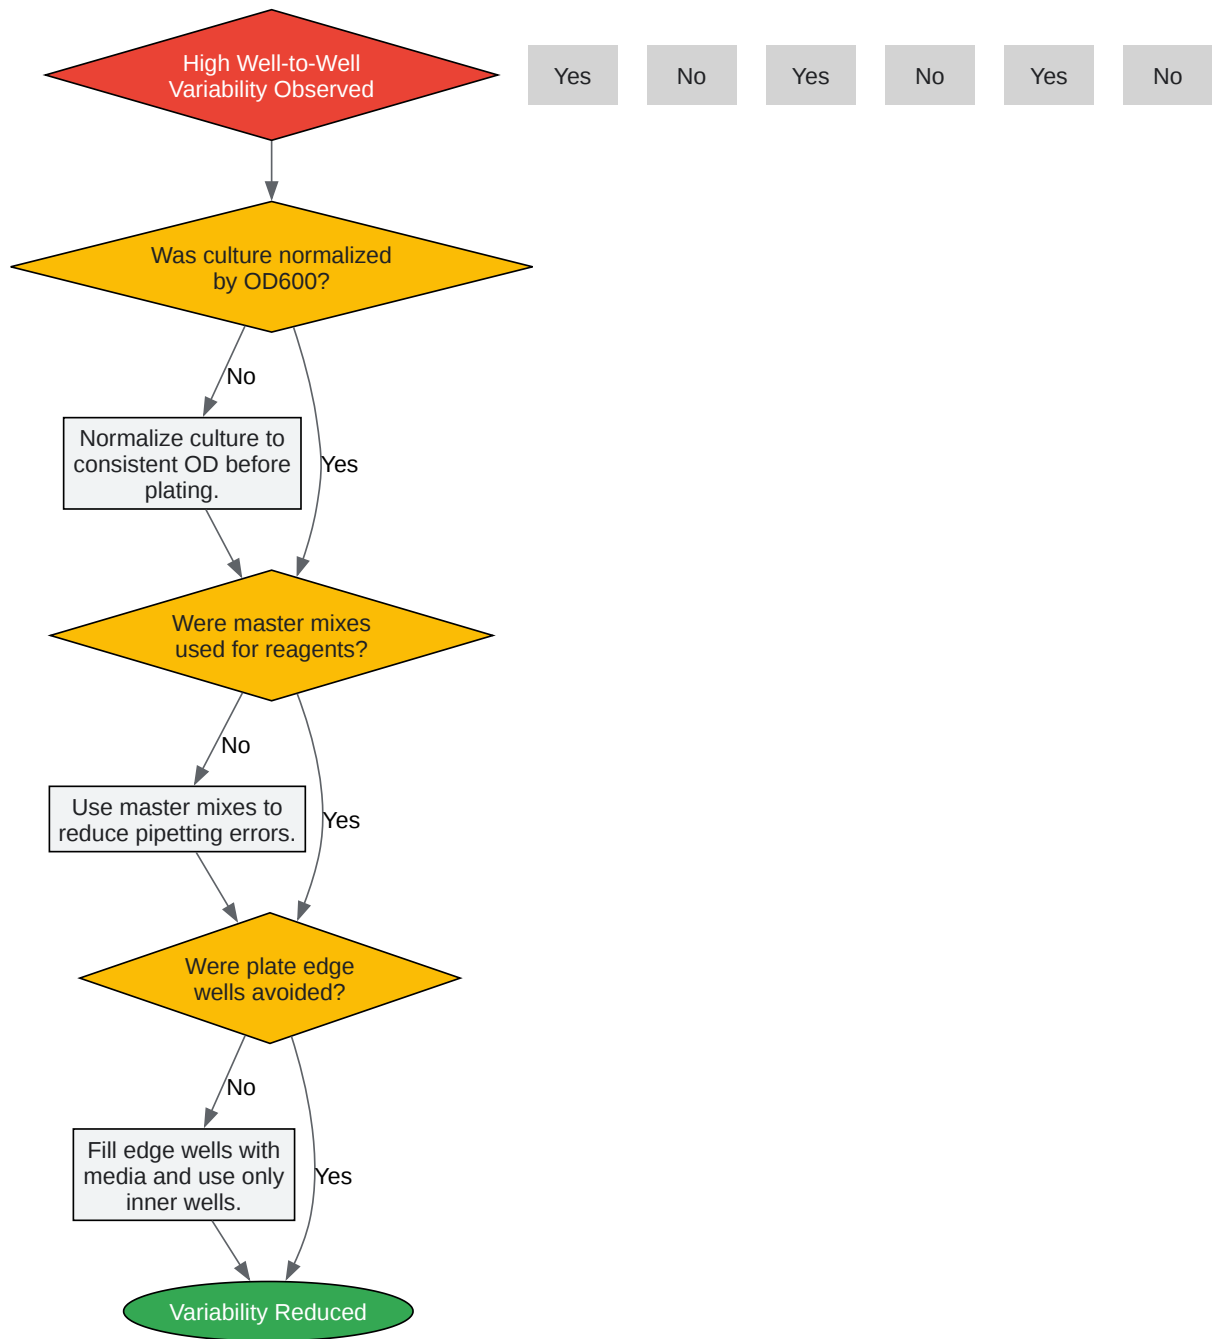 High Well-to-Well
Variability Observed
Yes
No
Yes
No
Yes
No
Was culture normalized
by OD600?
No
Normalize culture to
consistent OD before
plating.
Yes
Were master mixes
used for reagents?
No
Use master mixes to
reduce pipetting errors.
Yes
Were plate edge
wells avoided?
No
Fill edge wells with
media and use only
inner wells.
Yes
Variability Reduced